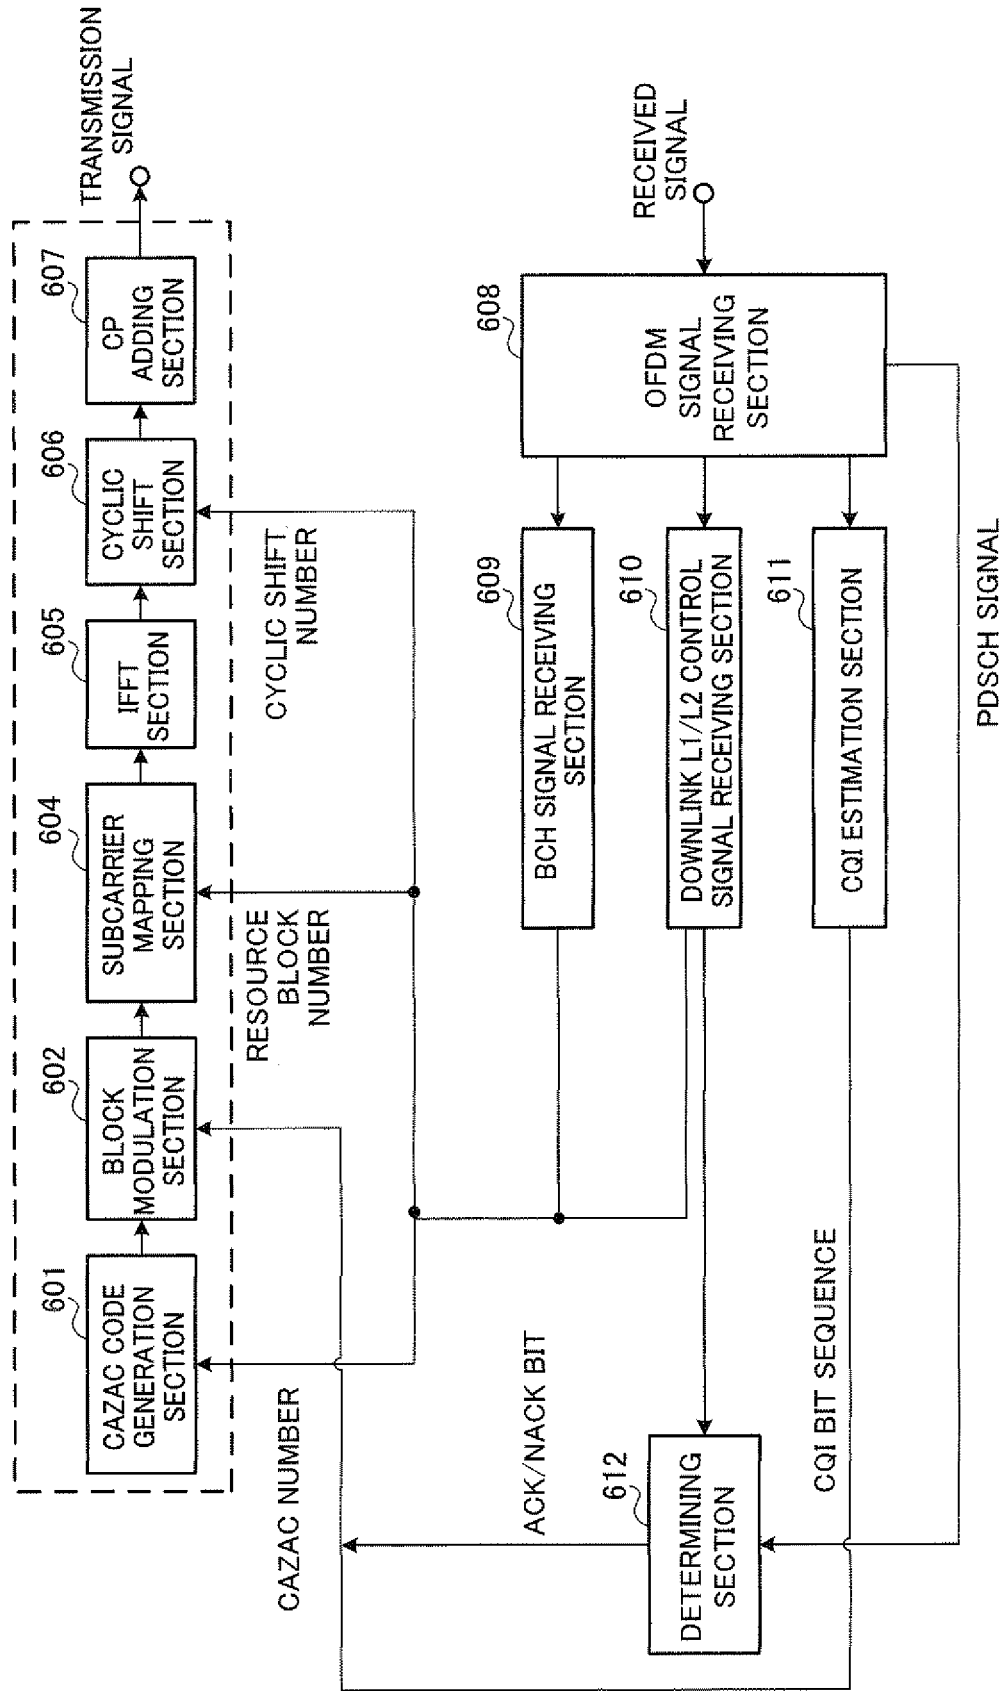 TRANSMISSION
SIGNAL
601
CAZAC CODE
GENERATION
SECTION
602
BLOCK
MODULATION
SECTION
604
SUBCARRIER
MAPPING
SECTION
605
IFFT
SECTION
606
CYCLIC
SHIFT
SECTION
607
CP
ADDING
SECTION
CAZAC NUMBER
RESOURCE
BLOCK
NUMBER
CYCLIC SHIFT
NUMBER
RECEIVED
SIGNAL
608
OFDM
SIGNAL
RECEIVING
SECTION
609
BCH SIGNAL RECEIVING
SECTION
610
DOWNLINK L1/L2 CONTROL
SIGNAL RECEIVING SECTION
611
CQI ESTIMATION SECTION
ACK/NACK BIT
612
DETERMINING
SECTION
CQI BIT SEQUENCE
PDSCH SIGNAL